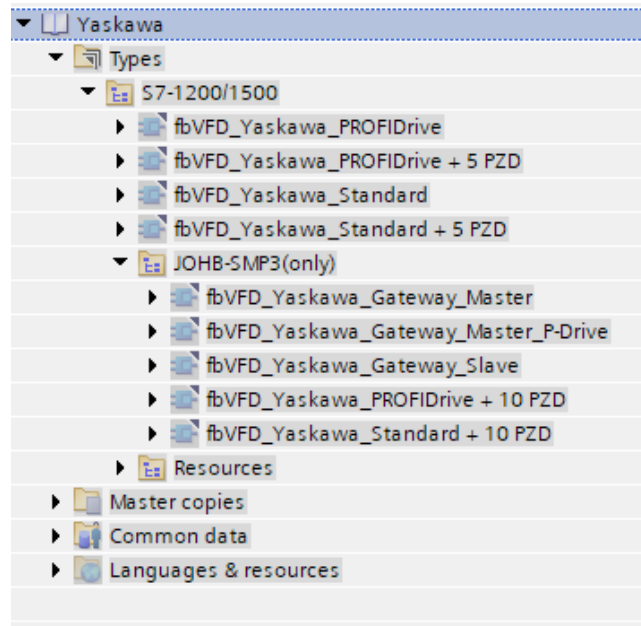 Yaskawa
Types
S7-1200/1500
fbVFD_Yaskawa_PROFIDrive
fbVFD_Yaskawa_PROFIDrive + 5 PZD
fbVFD_Yaskawa_Standard
fbVFD_Yaskawa_Standard + 5 PZD
JOHB-SMP3(only)
fbVFD_Yaskawa_Gateway_Master
fbVFD_Yaskawa_Gateway_Master_P-Drive
fbVFD_Yaskawa_Gateway_Slave
fbVFD_Yaskawa_PROFIDrive + 10 PZD
fbVFD_Yaskawa_Standard + 10 PZD
Resources
Master copies
Common data
Languages & resources